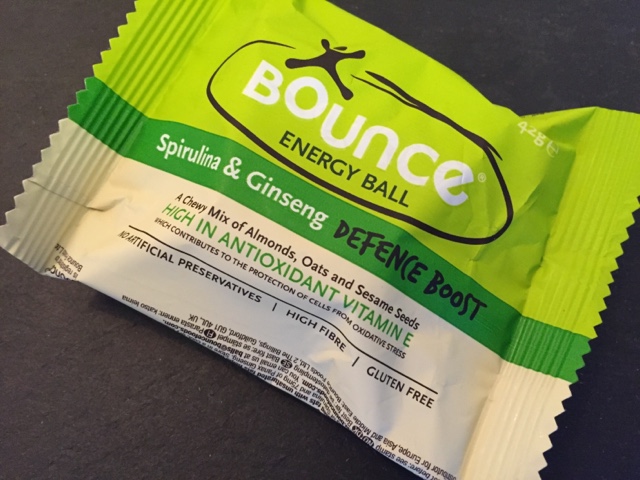 BOUNCE®
ENERGY BALL
42g ℮
Spirulina & Ginseng DEFENCE BOOST
A Chewy Mix of Almonds, Oats and Sesame Seeds
HIGH IN ANTIOXIDANT VITAMIN E
WHICH CONTRIBUTES TO THE PROTECTION OF CELLS FROM OXIDATIVE STRESS
NO ARTIFICIAL PRESERVATIVES | HIGH FIBRE | GLUTEN FREE